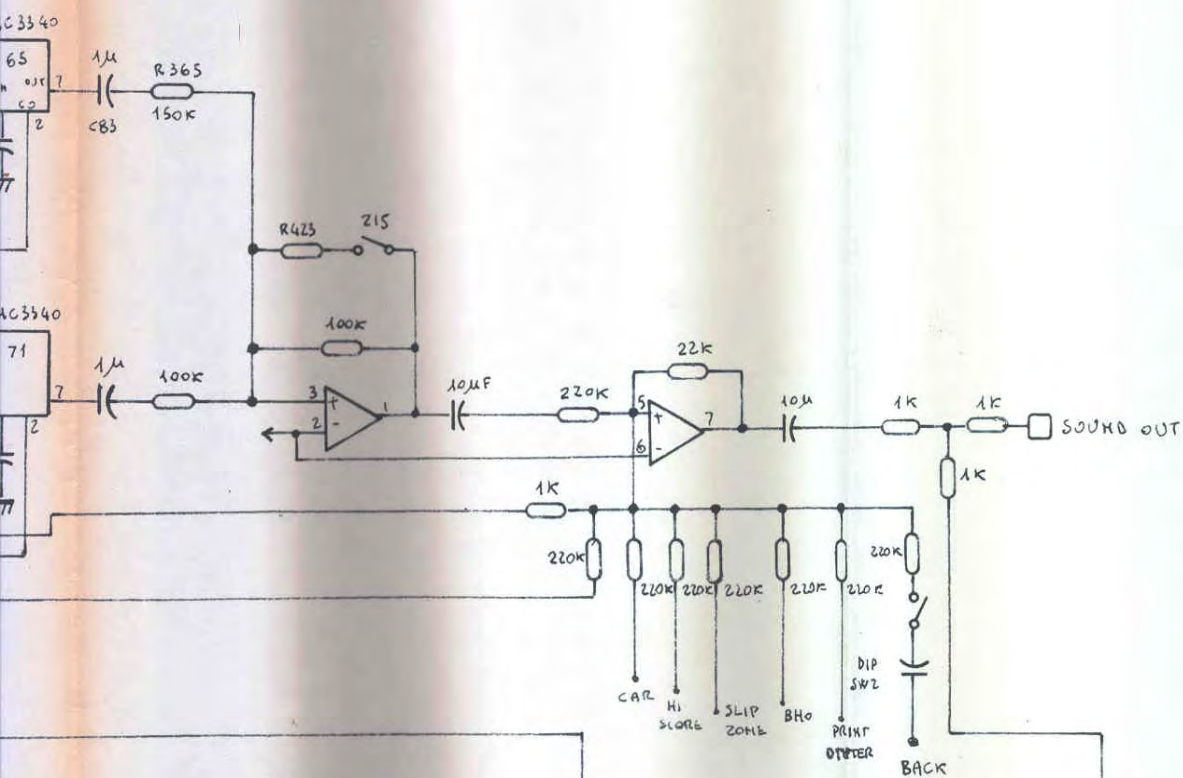 C3340
65
OUT
7
2
1µ
C83
R365
150K
R423
215
100K
C3340
71
7
2
1µ
100K
3
+
2
-
1
10µF
220K
22K
5
+
6
-
7
10µ
1K
1K
SOUND OUT
1K
1K
220K
220K
220K
220K
220K
220K
220K
CAR
HI
SCORE
SLIP
ZONE
BHO
PRINT
DIP
SW2
BACK